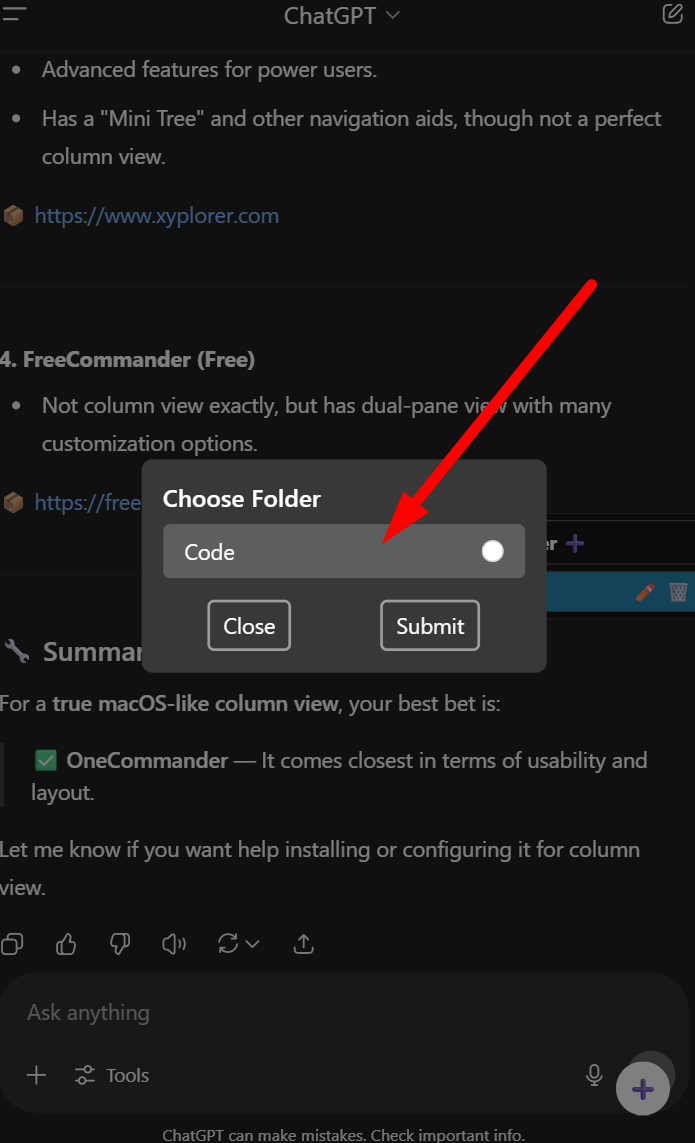 ChatGPT
Advanced features for power users.
Has a "Mini Tree" and other navigation aids, though not a perfect
column view.
https://www.xyplorer.com
4. FreeCommander (Free)
Not column view exactly, but has dual-pane view with many
customization options.
https://free
Choose Folder
Code
er
Close
Submit
Summar
For a true macOS-like column view, your best bet is:
OneCommander — It comes closest in terms of usability and
layout.
Let me know if you want help installing or configuring it for column
view.
Ask anything
Tools
ChatGPT can make mistakes. Check important info.